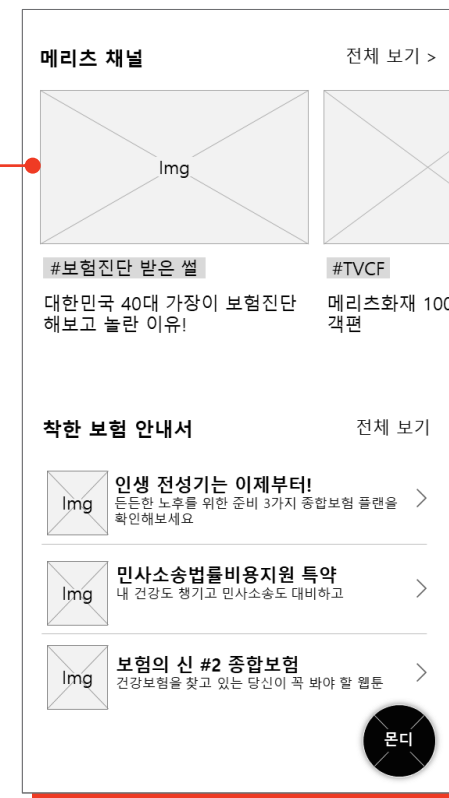 메리츠 채널
전체 보기 >
Img
#보험진단 받은 썰
#TVCF
대한민국 40대 가장이 보험진단
해보고 놀란 이유!
메리츠화재 100
객편
착한 보험 안내서
전체 보기
Img
인생 전성기는 이제부터!
든든한 노후를 위한 준비 3가지 종합보험 플랜을
확인해보세요
Img
민사소송법률비용지원 특약
내 건강도 챙기고 민사소송도 대비하고
Img
보험의 신 #2 종합보험
건강보험을 찾고 있는 당신이 꼭 봐야 할 웹툰
몬디